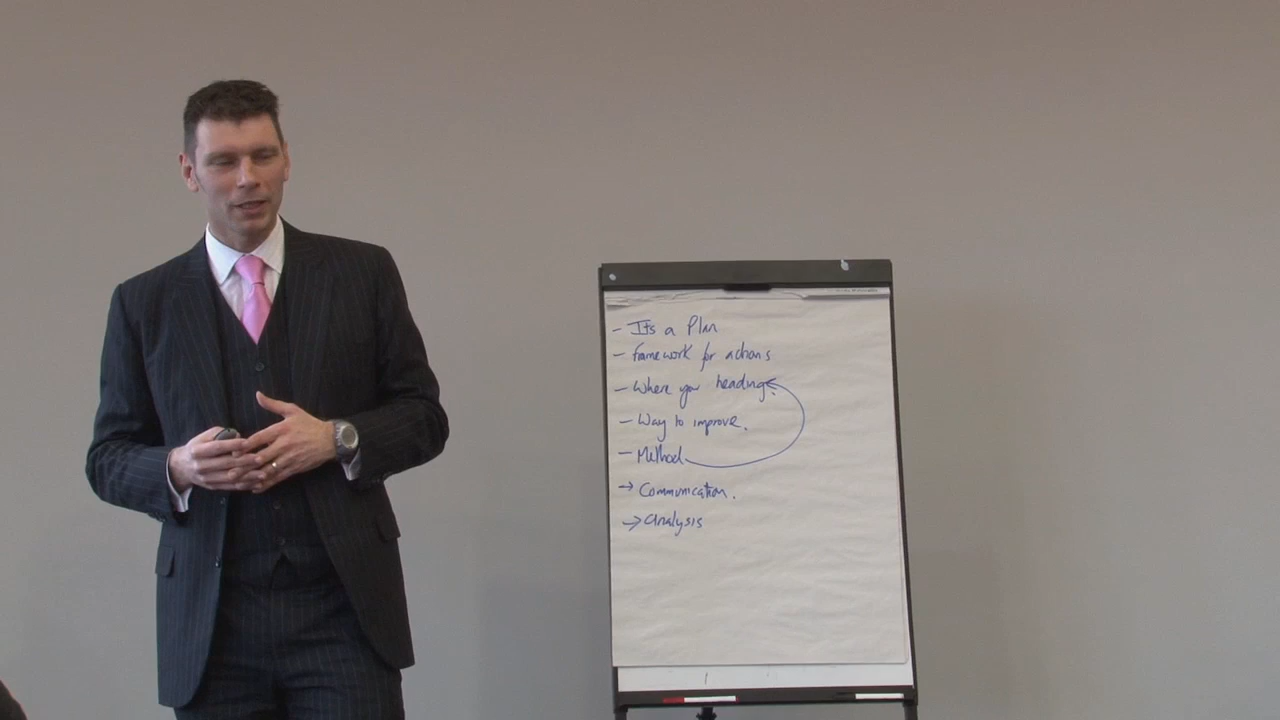 - It's a Plan
- Framework for actions
- Where you heading.
- Way to improve.
- Method
→ Communication.
→ analysis